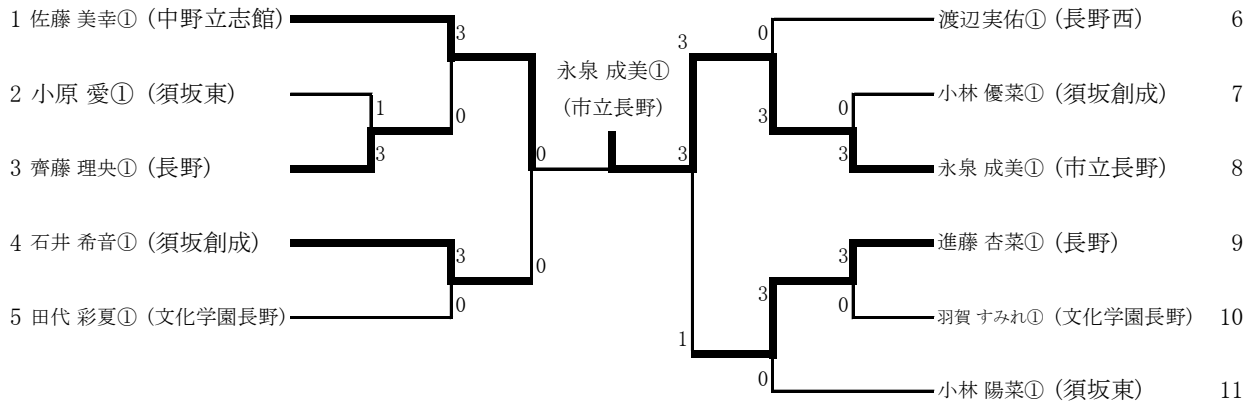 1 佐藤 美幸① (中野立志館)
3
0
2 小原 愛① (須坂東)
1
3
3 齊藤 理央① (長野)
0
0
4 石井 希音① (須坂創成)
3
0
5 田代 彩夏① (文化学園長野)
永泉 成美①
(市立長野)
3
3
1
渡辺実佑① (長野西) 6
0
3
小林 優菜① (須坂創成) 7
0
3
永泉 成美① (市立長野) 8
進藤 杏菜① (長野) 9
3
3
0
羽賀 すみれ① (文化学園長野) 10
0
小林 陽菜① (須坂東) 11